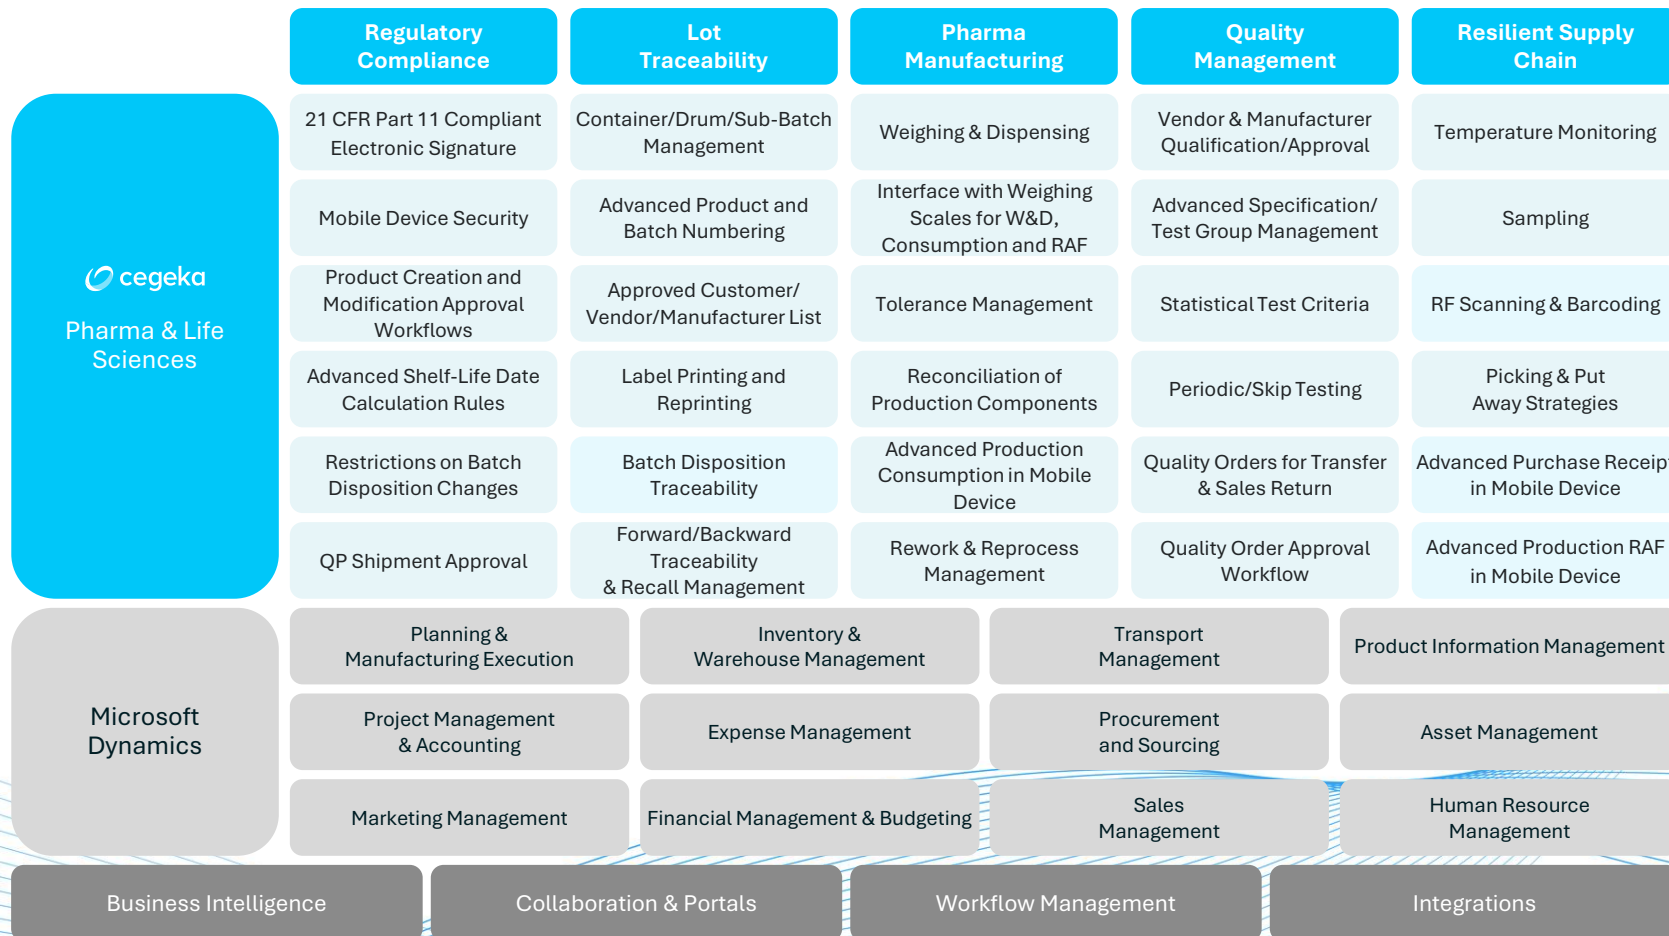 Regulatory
Compliance
Lot
Traceability
Pharma
Manufacturing
Quality
Management
Resilient Supply
Chain
cegeka
Pharma & Life
Sciences
21 CFR Part 11 Compliant
Electronic Signature
Container/Drum/Sub-Batch
Management
Weighing & Dispensing
Vendor & Manufacturer
Qualification/Approval
Temperature Monitoring
Mobile Device Security
Advanced Product and
Batch Numbering
Interface with Weighing
Scales for W&D,
Consumption and RAF
Advanced Specification/
Test Group Management
Sampling
Product Creation and
Modification Approval
Workflows
Approved Customer/
Vendor/Manufacturer List
Tolerance Management
Statistical Test Criteria
RF Scanning & Barcoding
Advanced Shelf-Life Date
Calculation Rules
Label Printing and
Reprinting
Reconciliation of
Production Components
Periodic/Skip Testing
Picking & Put
Away Strategies
Restrictions on Batch
Disposition Changes
Batch Disposition
Traceability
Advanced Production
Consumption in Mobile
Device
Quality Orders for Transfer
& Sales Return
Advanced Purchase Receipt
in Mobile Device
QP Shipment Approval
Forward/Backward
Traceability
& Recall Management
Rework & Reprocess
Management
Quality Order Approval
Workflow
Advanced Production RAF
in Mobile Device
Microsoft
Dynamics
Planning &
Manufacturing Execution
Inventory &
Warehouse Management
Transport
Management
Product Information Management
Project Management
& Accounting
Expense Management
Procurement
and Sourcing
Asset Management
Marketing Management
Financial Management & Budgeting
Sales
Management
Human Resource
Management
Business Intelligence
Collaboration & Portals
Workflow Management
Integrations